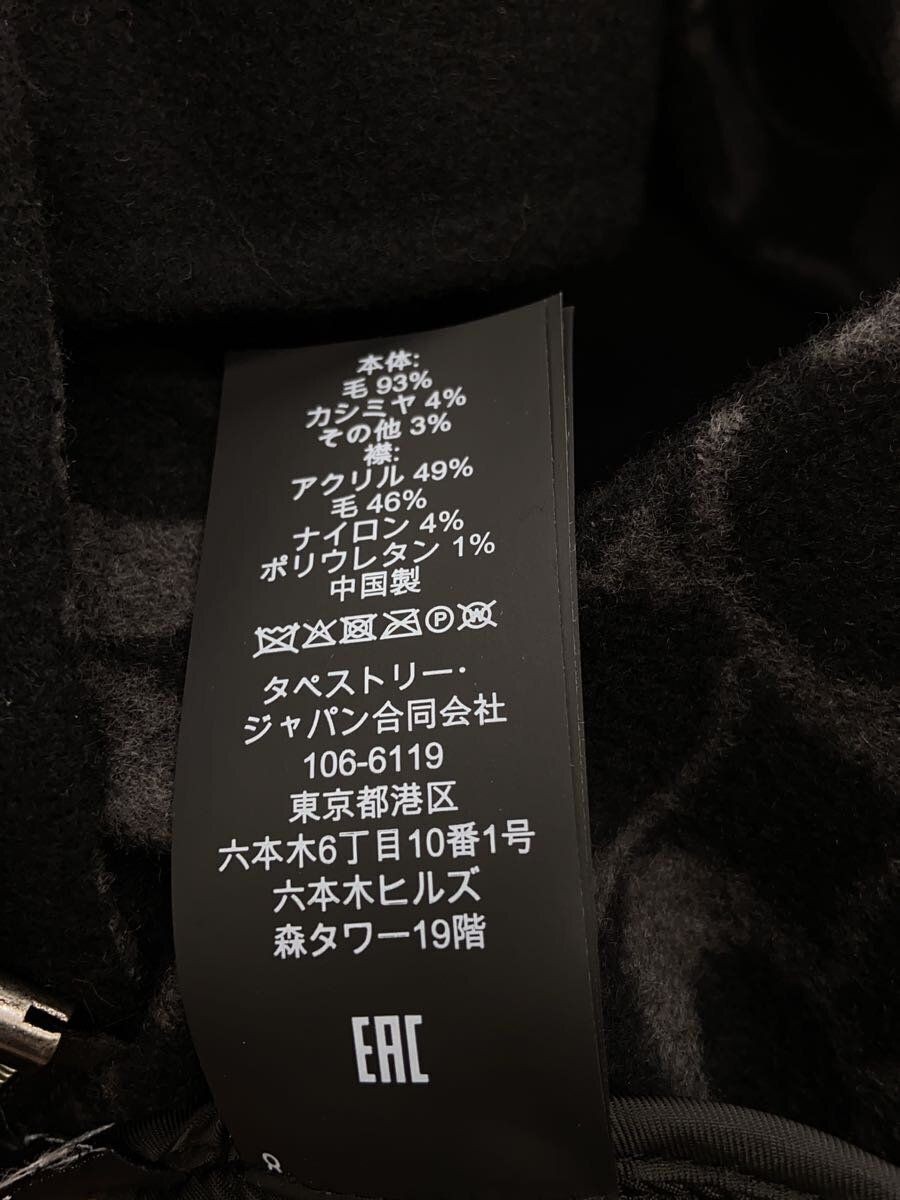 本体:
毛 93%
カシミヤ 4%
その他 3%
襟:
アクリル 49%
毛 46%
ナイロン 4%
ポリウレタン 1%
中国製
P W
タペストリー・
ジャパン合同会社
106-6119
東京都港区
六本木6丁目10番1号
六本木ヒルズ
森タワー19階
EAC